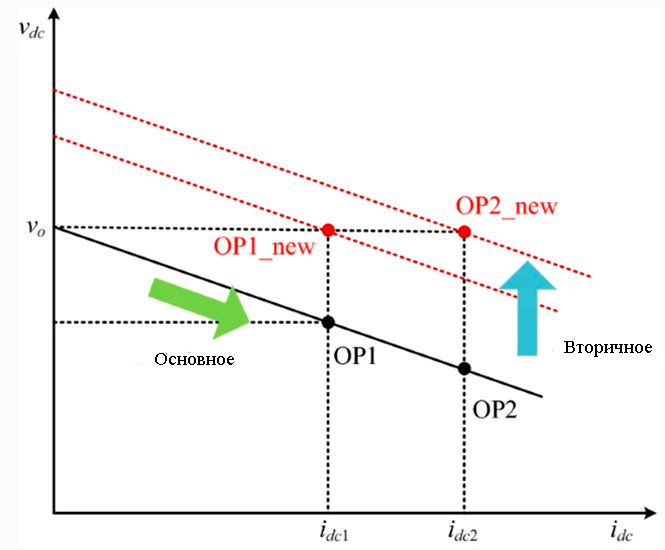 v_dc
OP2_new
v_o
OP1_new
Основное
OP1
Вторичное
OP2
i_dc1
i_dc2
i_dc